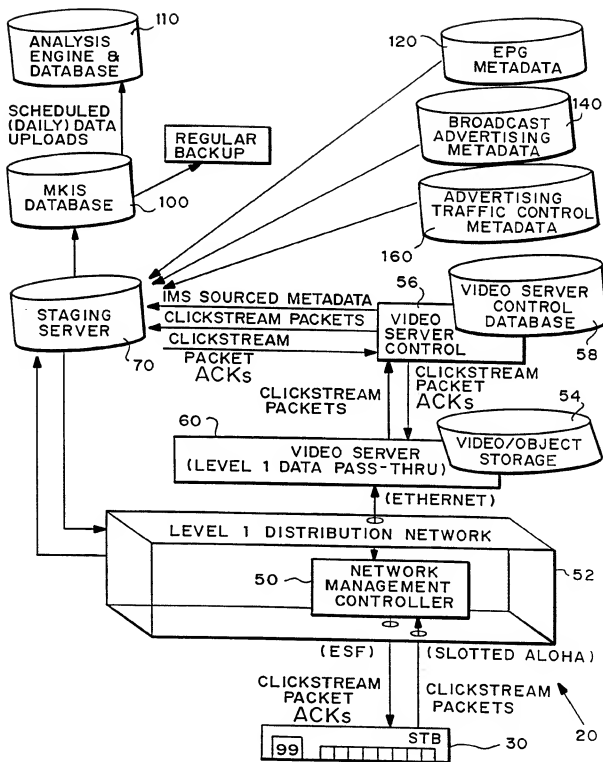 110
ANALYSIS
ENGINE &
DATABASE
120
EPG
METADATA
SCHEDULED
(DAILY) DATA
UPLOADS
REGULAR
BACKUP
BROADCAST
ADVERTISING
METADATA
140
MKIS
DATABASE
100
ADVERTISING
TRAFFIC CONTROL
METADATA
160
STAGING
SERVER
70
IMS SOURCED METADATA
CLICKSTREAM PACKETS
CLICKSTREAM
PACKET
ACKs
56
VIDEO
SERVER
CONTROL
VIDEO SERVER
CONTROL
DATABASE
58
CLICKSTREAM
PACKETS
CLICKSTREAM
PACKET
ACKs
60
VIDEO SERVER
(LEVEL 1 DATA PASS-THRU)
54
VIDEO/OBJECT
STORAGE
(ETHERNET)
LEVEL 1 DISTRIBUTION NETWORK
50
NETWORK
MANAGEMENT
CONTROLLER
52
(ESF)
(SLOTTED ALOHA)
CLICKSTREAM
PACKET
ACKs
CLICKSTREAM
PACKETS
20
STB
99
30